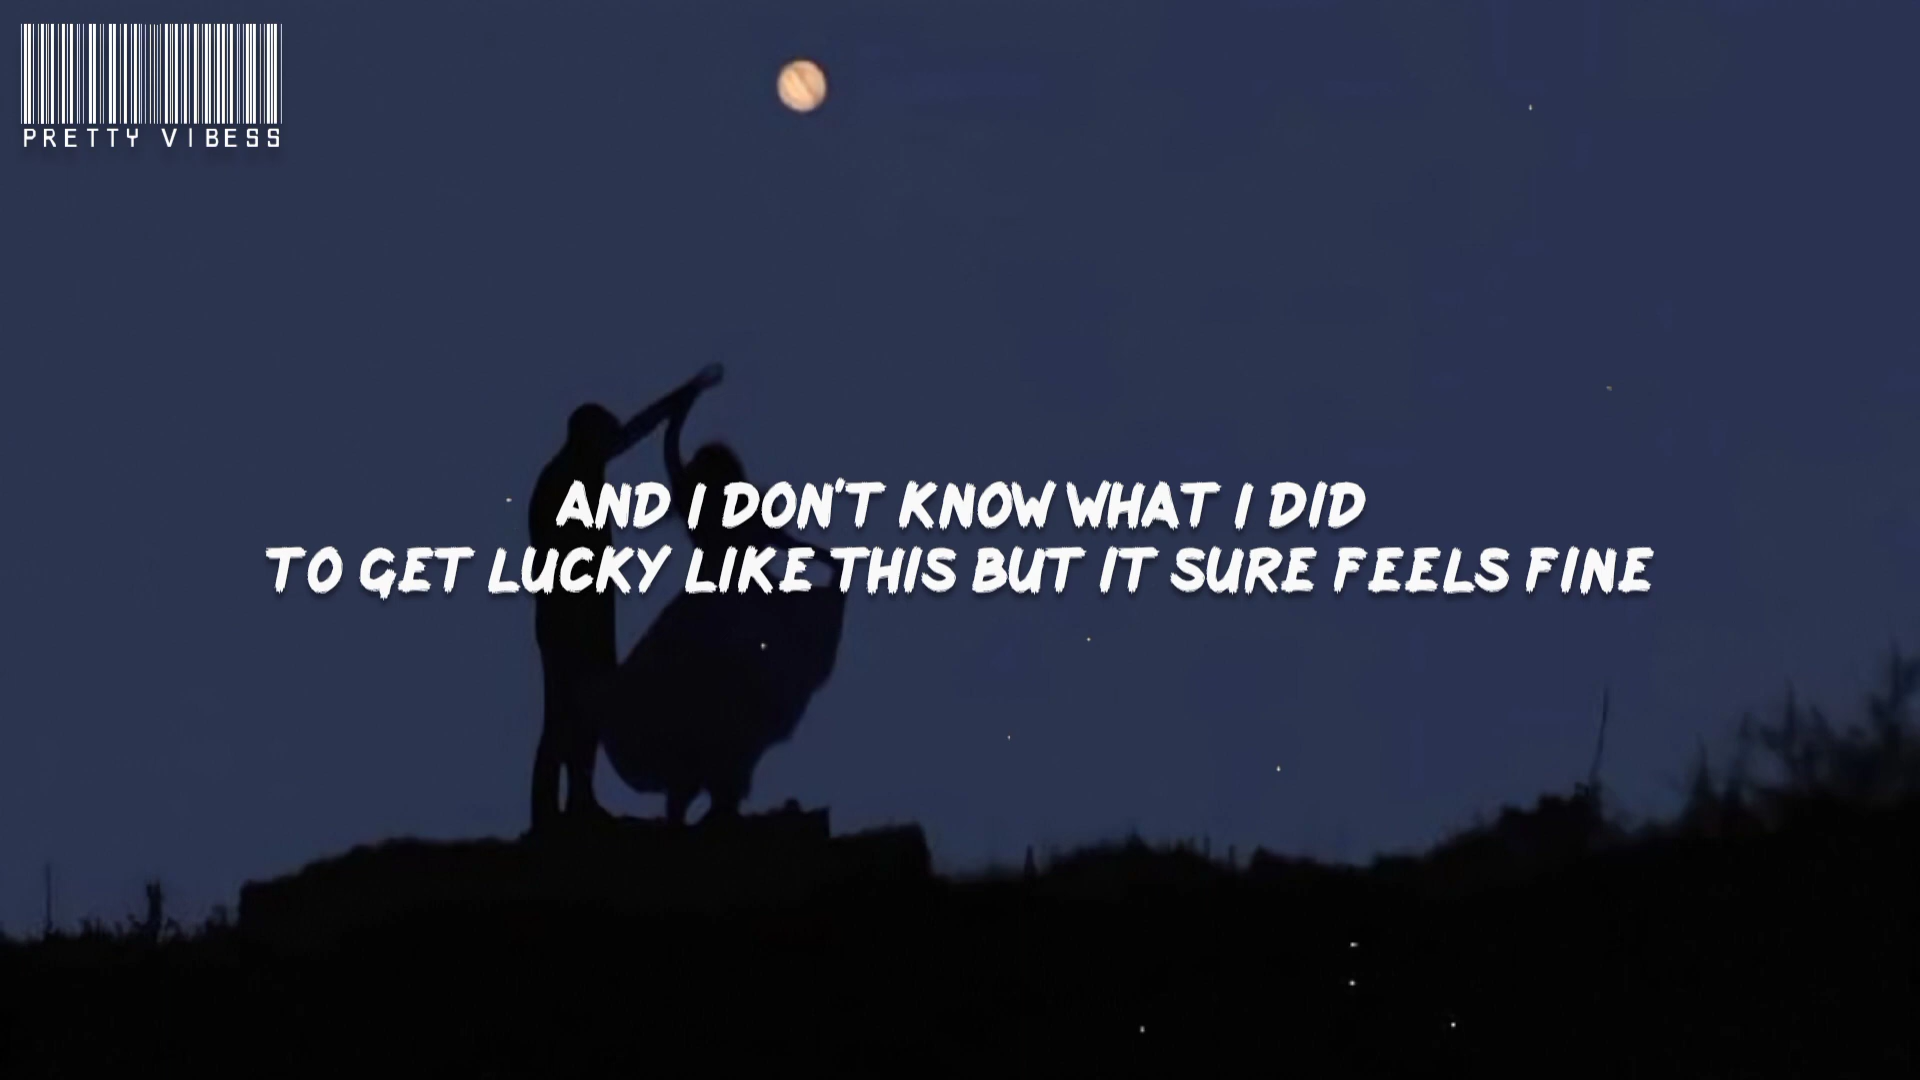 PRETTY VIBESS
AND I DON'T KNOW WHAT I DID
TO GET LUCKY LIKE THIS BUT IT SURE FEELS FINE